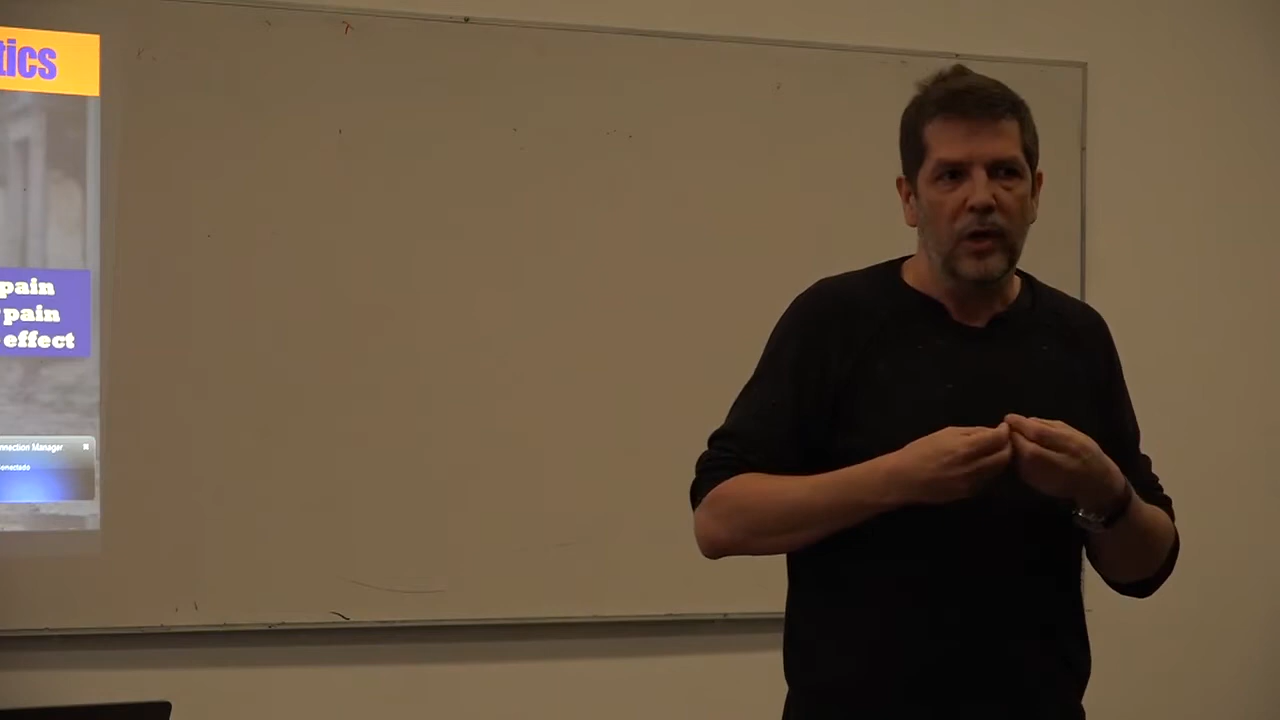 tics
pain
pain
effect
nnection Manager
onectado